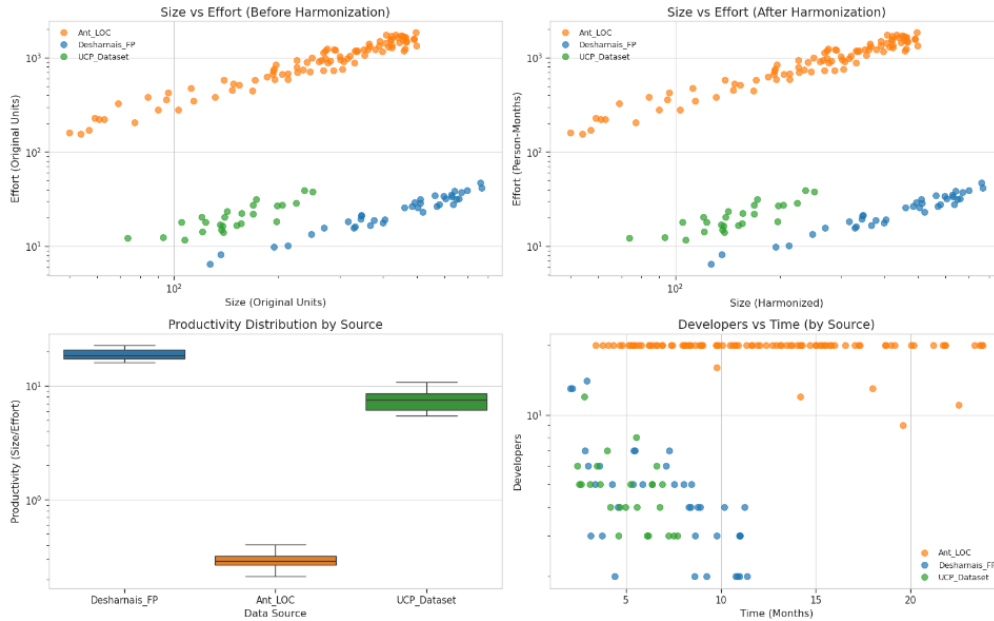 Size vs Effort (Before Harmonization)
Ant_LOC
Desharnais_FP
UCP_Dataset
Effort (Original Units)
10³
10²
10¹
10²
Size (Original Units)
Size vs Effort (After Harmonization)
Ant_LOC
Desharnais_FP
UCP_Dataset
Effort (Person-Months)
10³
10²
10¹
10²
Size (Harmonized)
Productivity Distribution by Source
Productivity (Size/Effort)
10¹
10⁰
Desharnais_FP
Ant_LOC
UCP_Dataset
Data Source
Developers vs Time (by Source)
Developers
10¹
Ant_LOC
Desharnais_FP
UCP_Dataset
5
10
15
20
Time (Months)